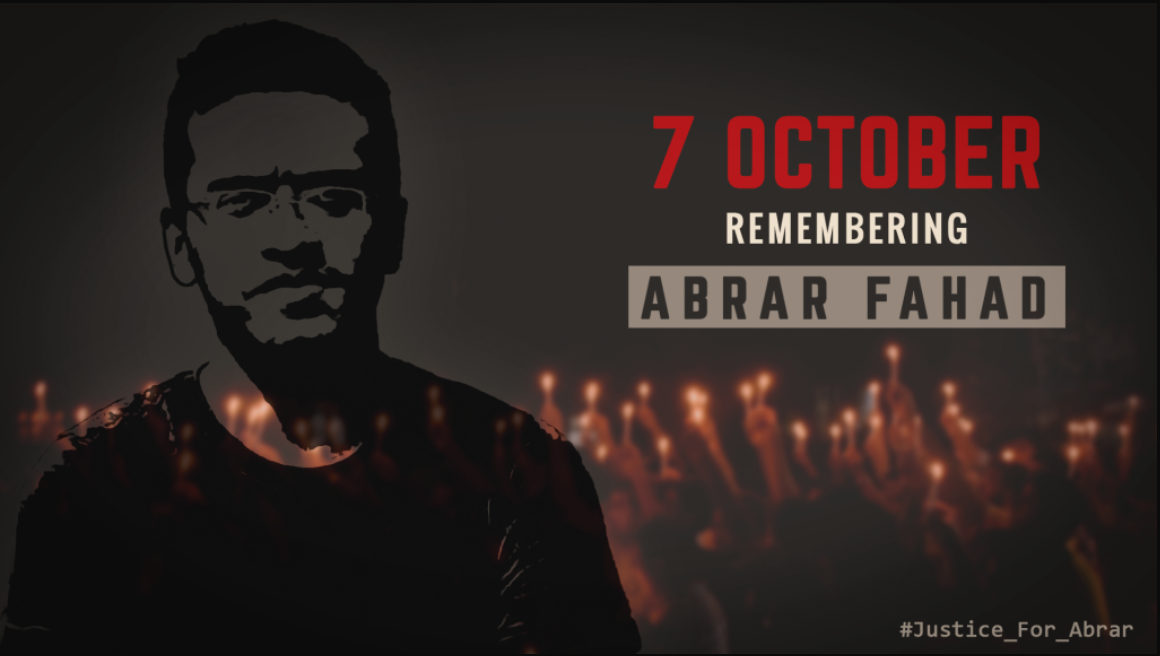 7 OCTOBER
REMEMBERING
ABRAR FAHAD
#Justice_For_Abrar